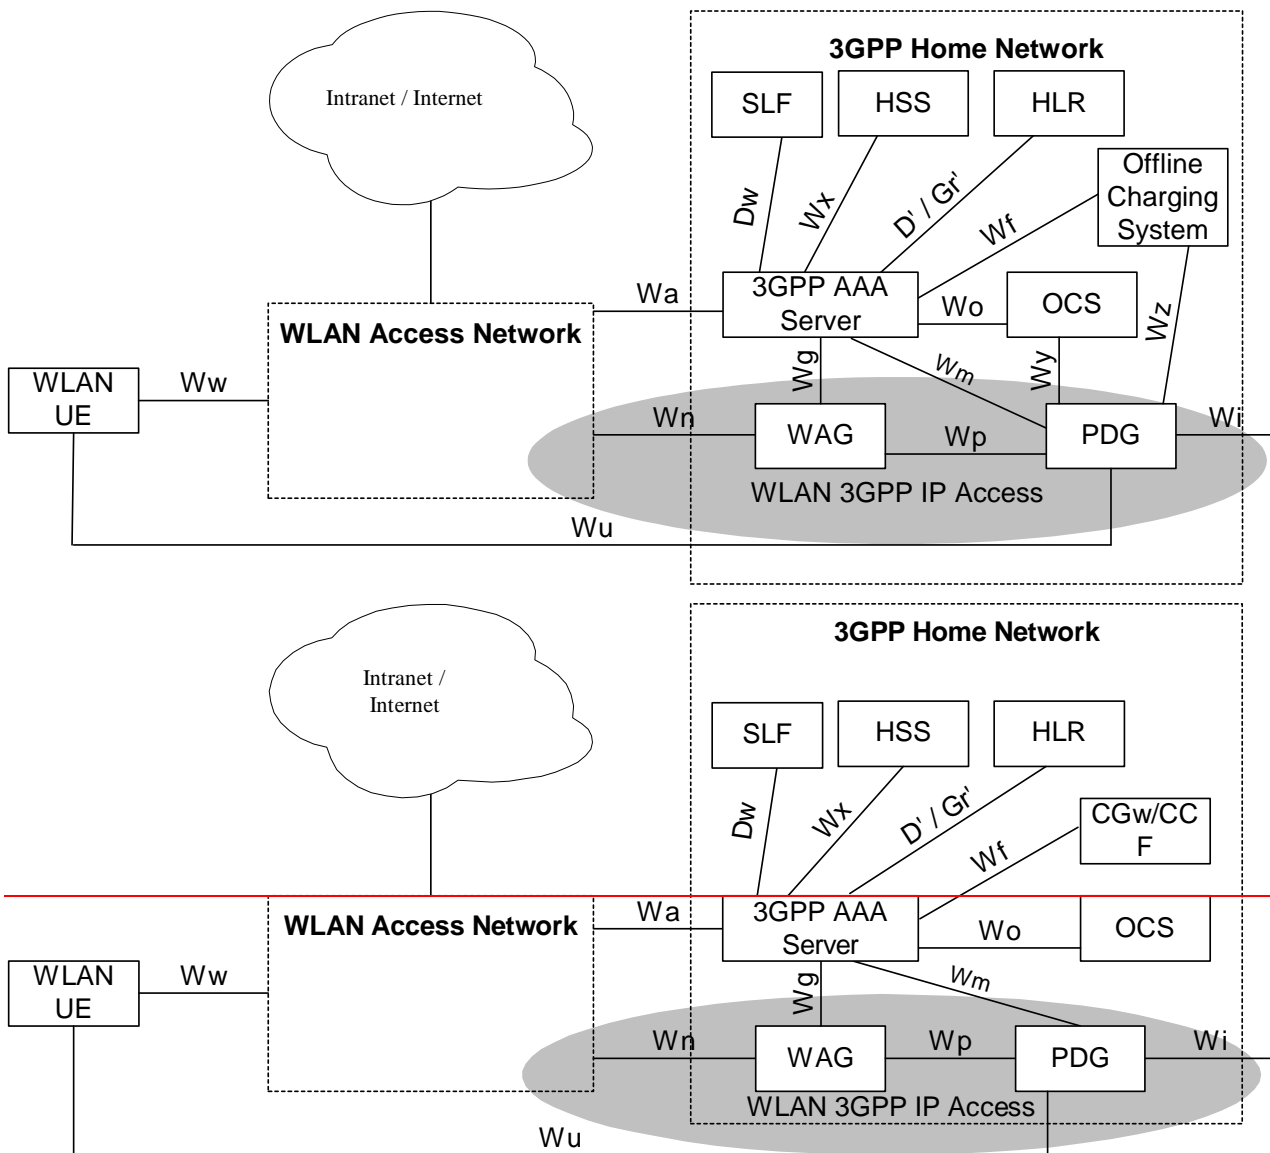 3GPP Home Network
Intranet / Internet
SLF
HSS
HLR
Offline
Charging
System
Dw
Wx
D' / Gr'
Wf
3GPP AAA
Server
Wa
Wo
OCS
Wz
WLAN Access Network
WLAN
UE
Ww
Wg
Wm
Wy
Wn
WAG
Wp
PDG
Wi
WLAN 3GPP IP Access
Wu
3GPP Home Network
Intranet /
Internet
SLF
HSS
HLR
Dw
Wx
D' / Gr'
Wf
CGw/CC
F
WLAN Access Network
Wa
3GPP AAA
Server
Wo
OCS
WLAN
UE
Ww
Wg
Wm
Wn
WAG
Wp
PDG
Wi
WLAN 3GPP IP Access
Wu